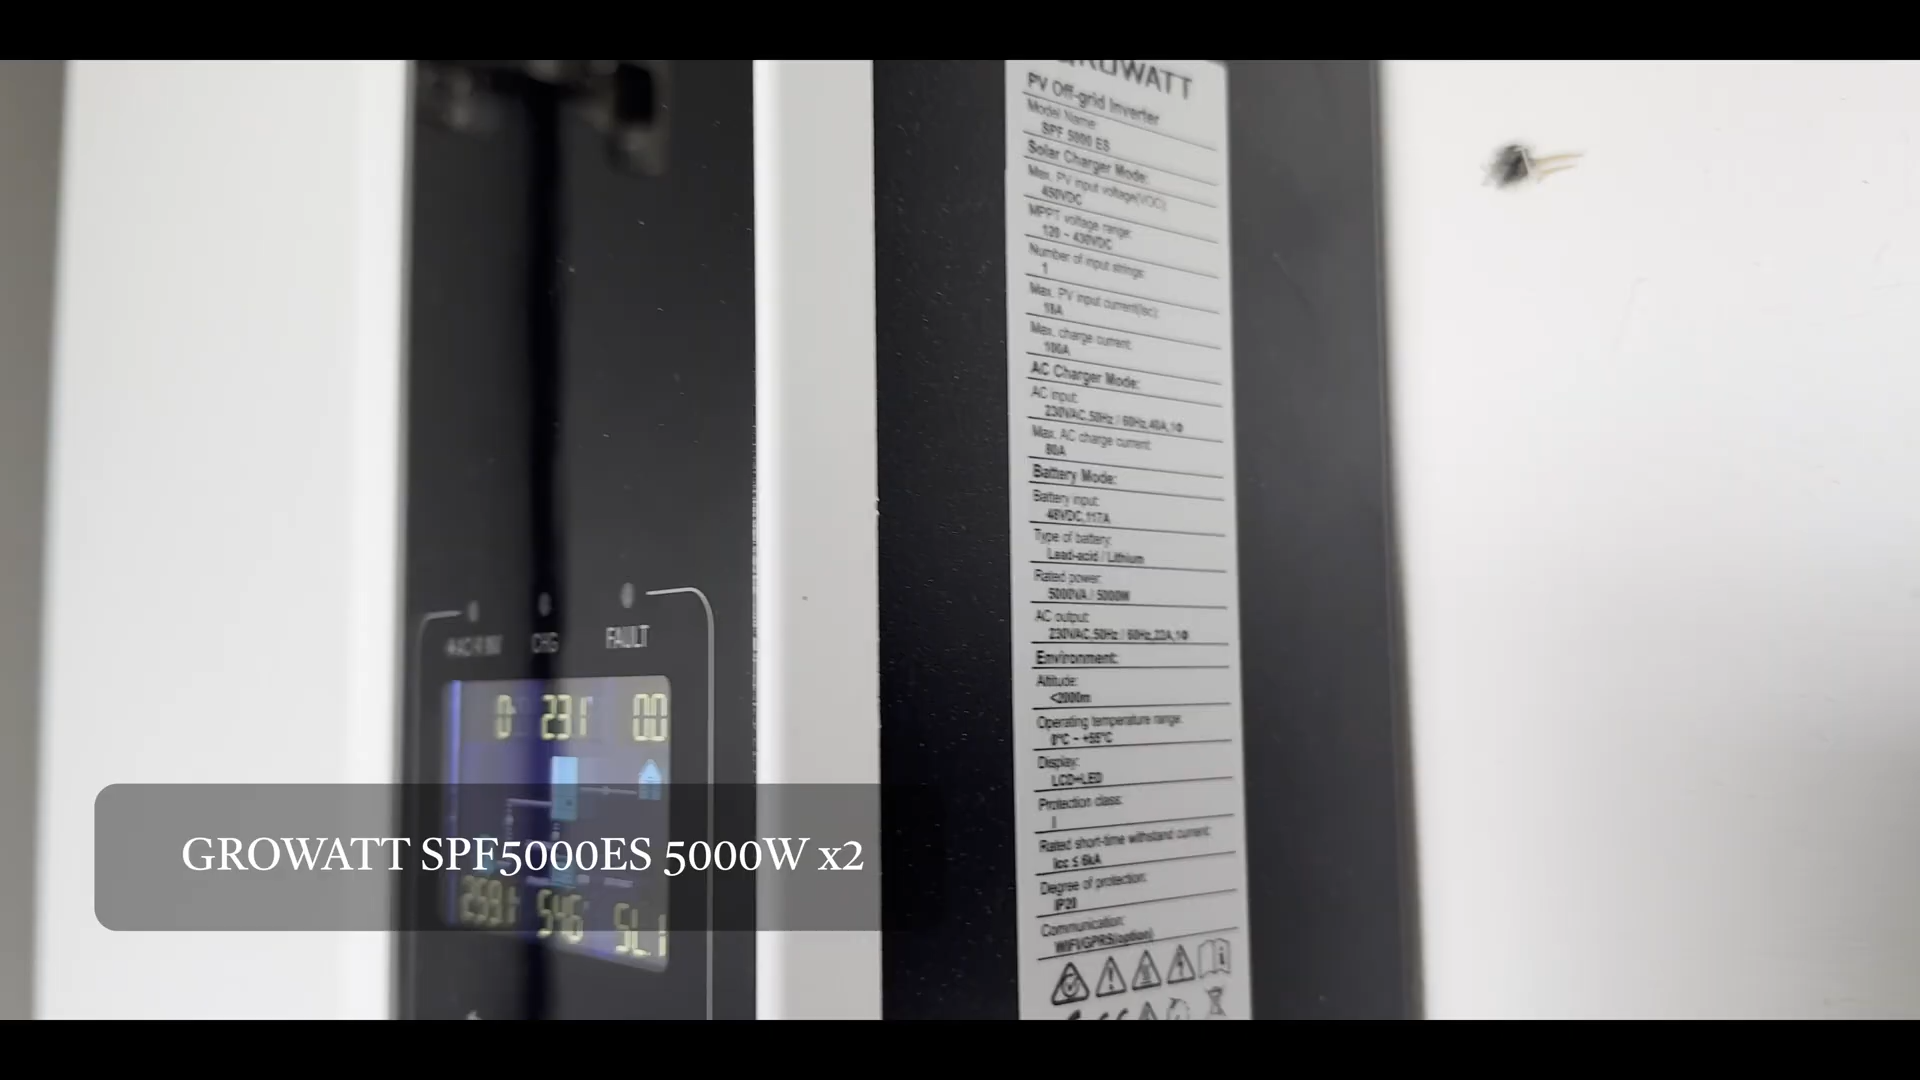 GROWATT
PV Off-grid Inverter
Model Name:
SPF 5000 ES
Solar Charger Mode:
Max. PV input voltage(VOC):
450VDC
MPPT voltage range:
120 ~ 430VDC
Number of input strings:
1
Max. PV input current(Isc):
18A
Max. charge current:
100A
AC Charger Mode:
AC input:
230VAC,50Hz / 60Hz,40A,1Φ
Max. AC charge current:
80A
Battery Mode:
Battery input:
48VDC,117A
Type of battery:
Lead-acid / Lithium
Rated power:
5000VA / 5000W
AC output:
230VAC,50Hz / 60Hz,22A,1Φ
Environment:
Altitude:
<2000m
Operating temperature range:
0°C ~ +55°C
Display:
LCD+LED
Protection class:
I
Rated short-time withstand current:
Icc ≤ 6kA
Degree of protection:
IP20
Communication:
WIFI/GPRS(option)
CHG FAULT
0 231 00
546 SL.1
GROWATT SPF5000ES 5000W x2